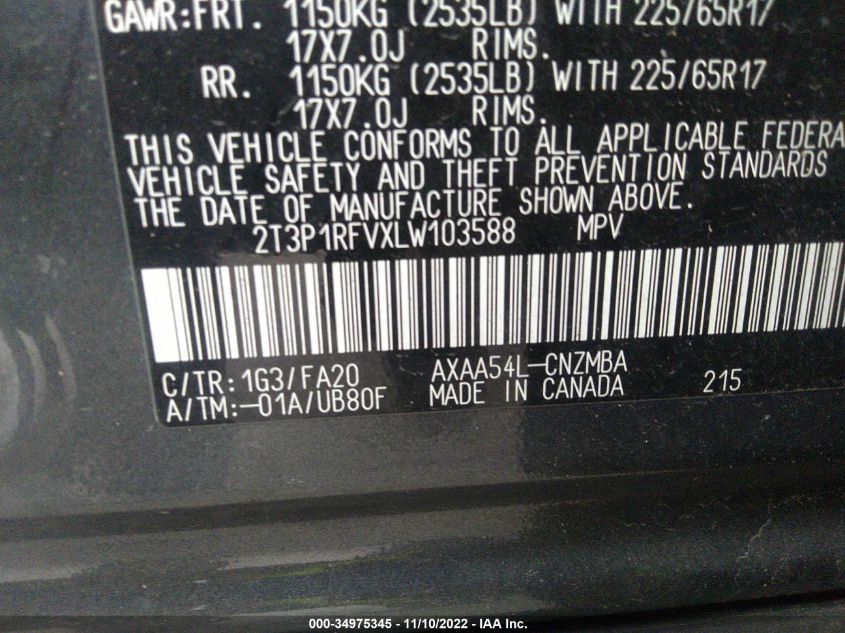 GAWR:FRT. 1150KG (2535LB) WITH 225/65R17
17X7.0J RIMS.
RR. 1150KG (2535LB) WITH 225/65R17
17X7.0J RIMS.
THIS VEHICLE CONFORMS TO ALL APPLICABLE FEDERA
VEHICLE SAFETY AND THEFT PREVENTION STANDARDS
THE DATE OF MANUFACTURE SHOWN ABOVE.
2T3P1RFVXLW103588 MPV
C/TR:1G3/FA20 AXAA54L-CNZMBA 215
A/TM:-01A/UB80F MADE IN CANADA
000-34975345 - 11/10/2022 - IAA Inc.